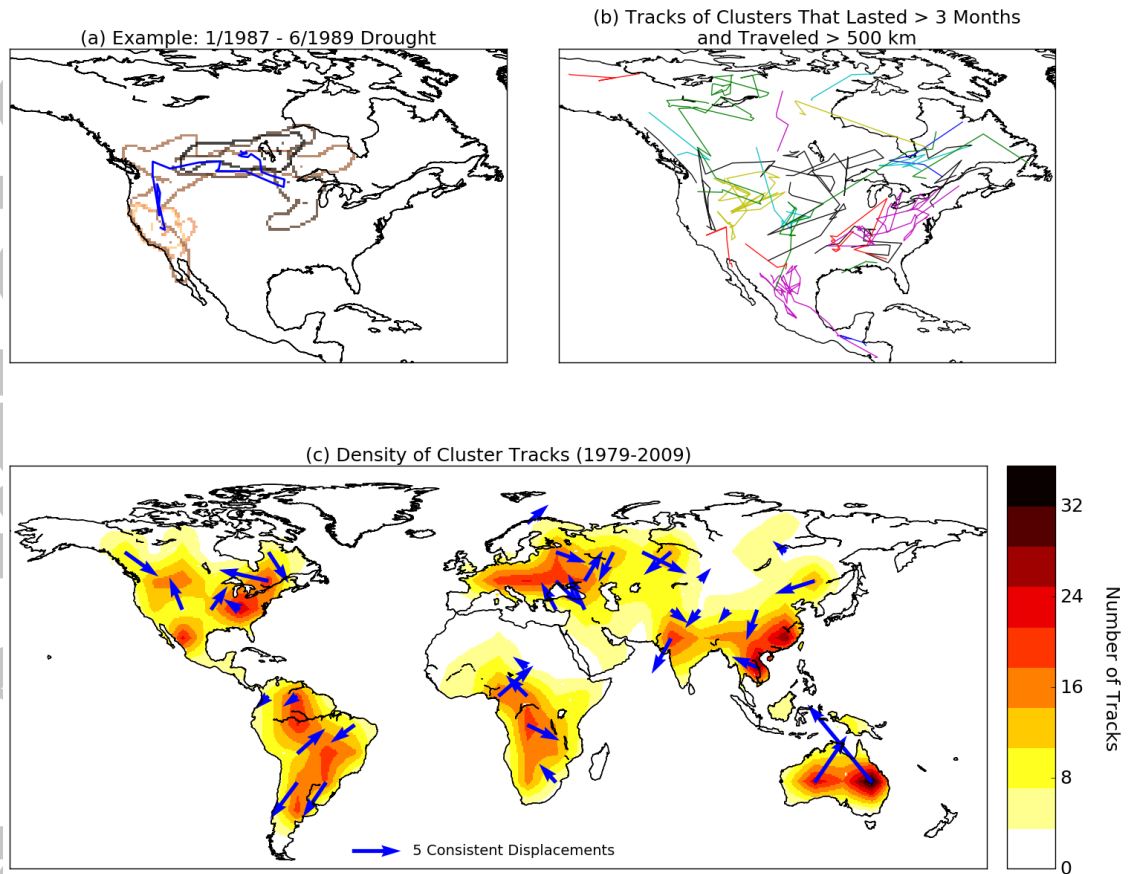 (a) Example: 1/1987 - 6/1989 Drought
(b) Tracks of Clusters That Lasted > 3 Months
and Traveled > 500 km
(c) Density of Cluster Tracks (1979-2009)
32
24
16
8
0
Number of Tracks
5 Consistent Displacements